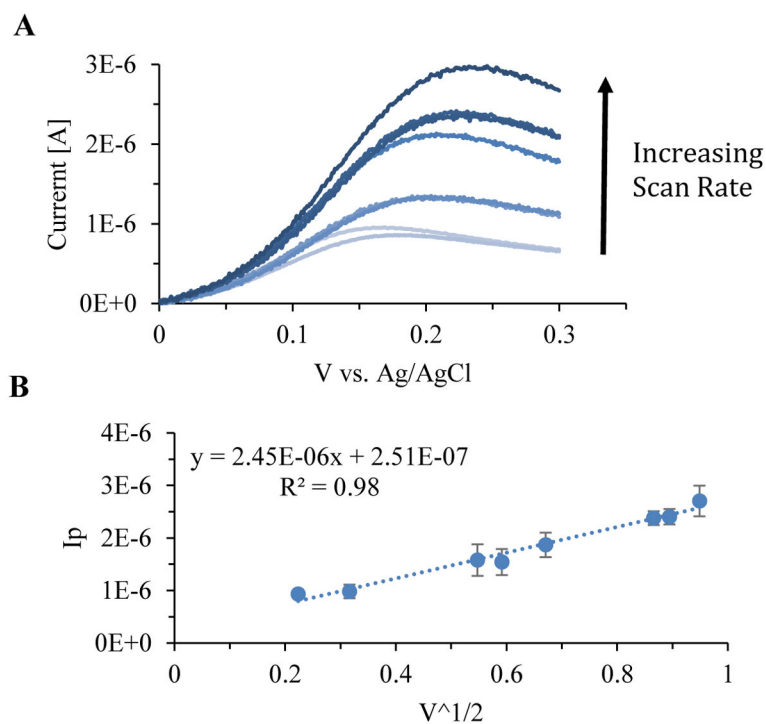 A
3E-6
2E-6
1E-6
0E+0
Currernt [A]
0
0.1
0.2
0.3
V vs. Ag/AgCl
Increasing
Scan Rate
B
4E-6
3E-6
2E-6
1E-6
0E+0
Ip
y = 2.45E-06x + 2.51E-07
R² = 0.98
0
0.2
0.4
0.6
0.8
1
V^1/2